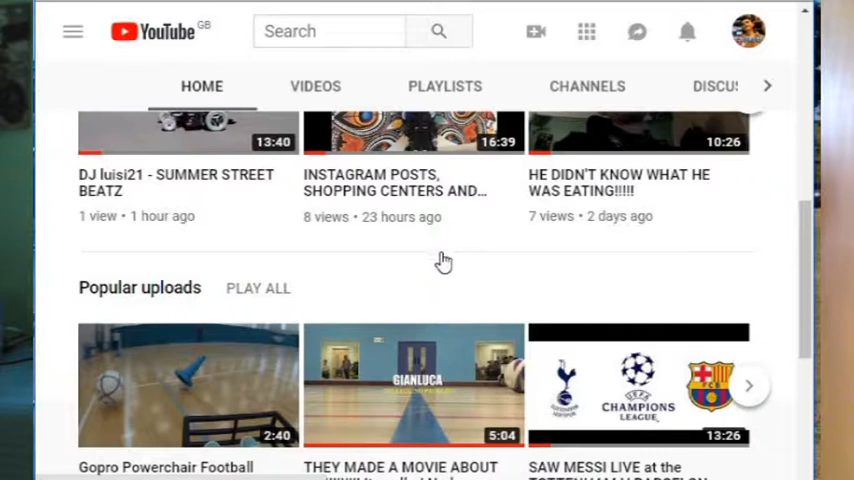 YouTube GB
Search
HOME VIDEOS PLAYLISTS CHANNELS
13:40 16:39 10:26
DJ luisi21 - SUMMER STREET
BEATZ
1 view • 1 hour ago
INSTAGRAM POSTS,
SHOPPING CENTERS AND...
8 views • 23 hours ago
HE DIDN'T KNOW WHAT HE
WAS EATING!!!!!
7 views • 2 days ago
Popular uploads PLAY ALL
GIANLUCA
UEFA
CHAMPIONS
LEAGUE
2:40 5:04 13:26
Gopro Powerchair Football
THEY MADE A MOVIE ABOUT
SAW MESSI LIVE at the